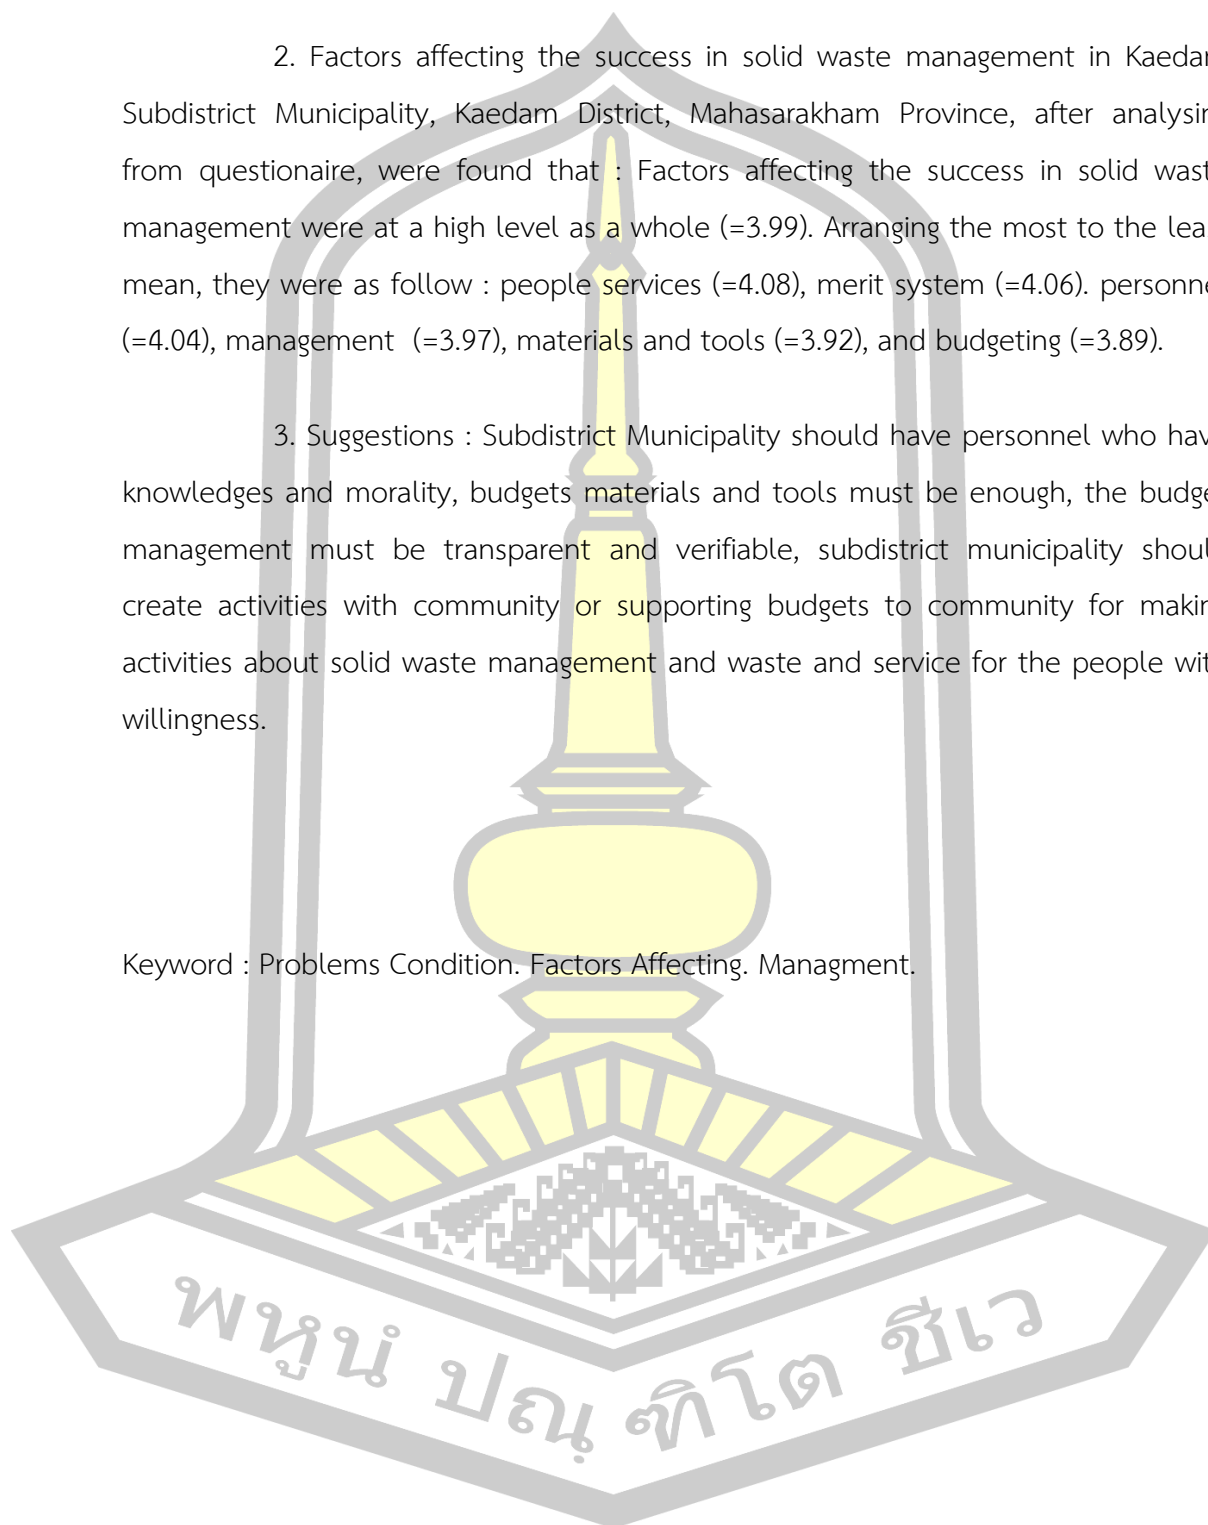 2. Factors affecting the success in solid waste management in Kaedam
Subdistrict Municipality, Kaedam District, Mahasarakham Province, after analysin
from questionaire, were found that : Factors affecting the success in solid wast
management were at a high level as a whole (=3.99). Arranging the most to the leas
mean, they were as follow : people services (=4.08), merit system (=4.06). personne
(=4.04), management (=3.97), materials and tools (=3.92), and budgeting (=3.89).
3. Suggestions : Subdistrict Municipality should have personnel who hav
knowledges and morality, budgets materials and tools must be enough, the budge
management must be transparent and verifiable, subdistrict municipality shoul
create activities with community or supporting budgets to community for makin
activities about solid waste management and waste and service for the people wit
willingness.
Keyword : Problems Condition. Factors Affecting. Managment.
พหูนํ ปณฺฑิโต ชีเว